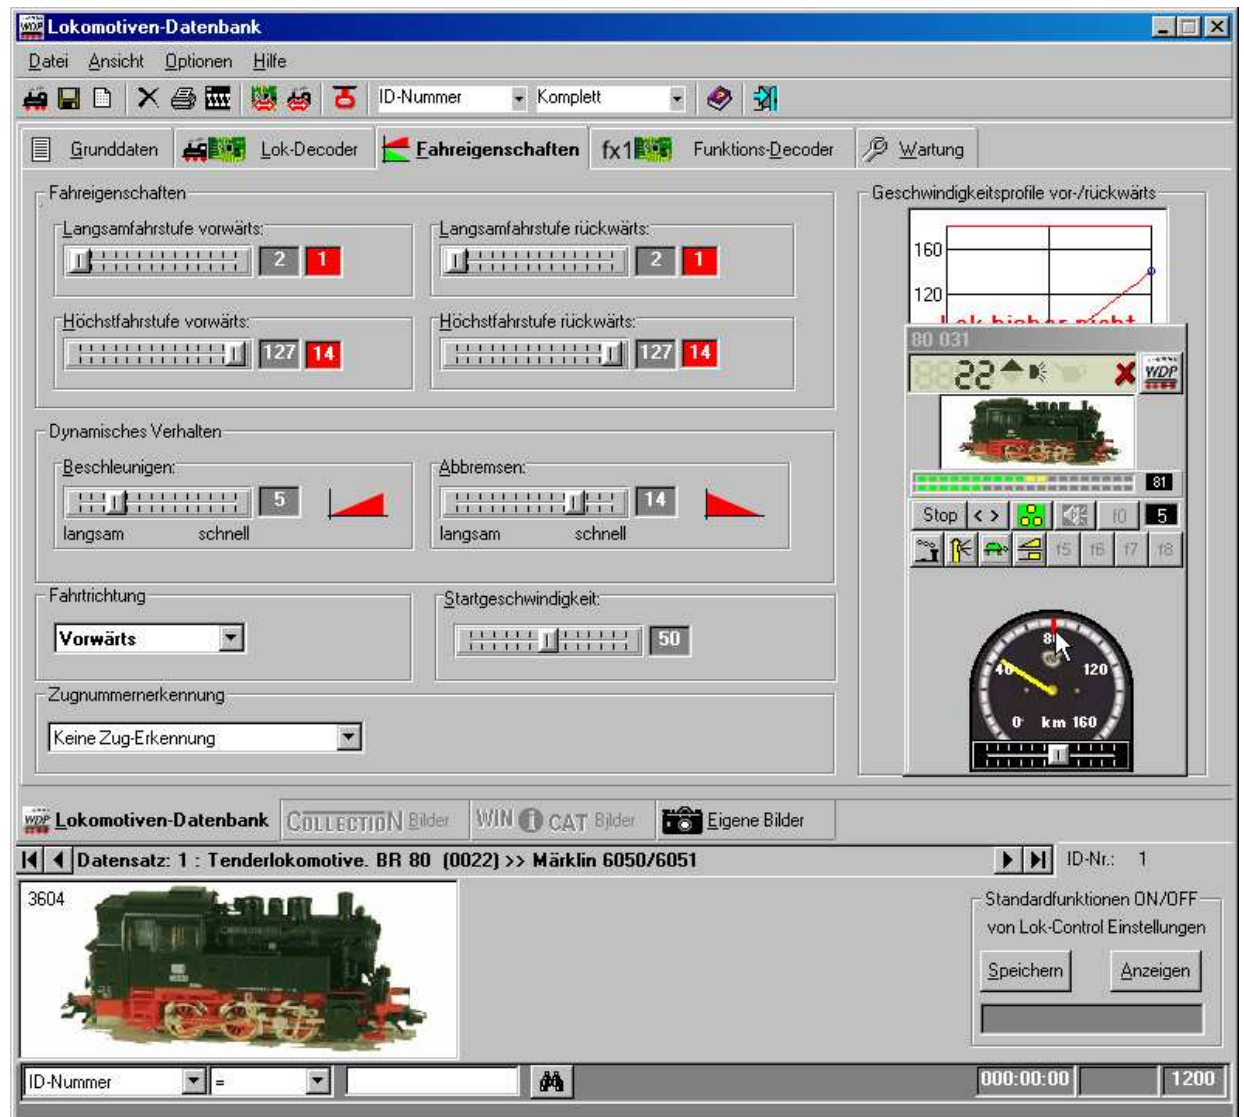 Lokomotiven-Datenbank
Datei Ansicht Optionen Hilfe
ID-Nummer Komplett
Grunddaten Lok-Decoder Fahreigenschaften fx1 Funktions-Decoder Wartung
Fahreigenschaften
Langsamfahrstufe vorwärts:
2 1
Langsamfahrstufe rückwärts:
2 1
Höchstfahrstufe vorwärts:
127 14
Höchstfahrstufe rückwärts:
127 14
Dynamisches Verhalten
Beschleunigen:
5
langsam schnell
Abbremsen:
14
langsam schnell
Fahrtrichtung
Vorwärts
Startgeschwindigkeit:
50
Zugnummernerkennung
Keine Zug-Erkennung
Geschwindigkeitsprofile vor-/rückwärts
160
120
Lok bisher nicht
80 031
22
WDP
81
Stop < > f0 5
f5 f6 f7 f8
80
40 120
0 km 160
WDP Lokomotiven-Datenbank COLLECTION Bilder WIN CAT Bilder Eigene Bilder
Datensatz: 1 : Tenderlokomotive. BR 80 (0022) >> Märklin 6050/6051
ID-Nr.: 1
3604
Standardfunktionen ON/OFF
von Lok-Control Einstellungen
Speichern Anzeigen
ID-Nummer =
000:00:00 1200